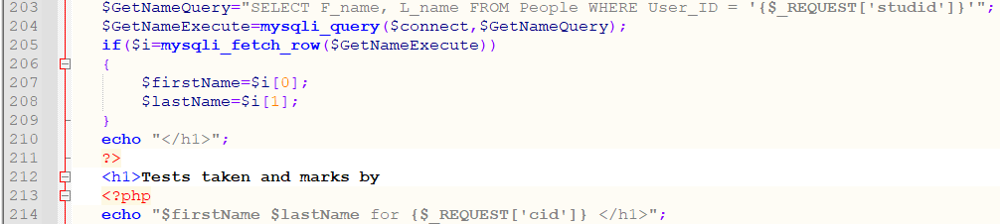 203 $GetNameQuery="SELECT F_name, L_name FROM People WHERE User_ID = '{$_REQUEST['studid']}'";
204 $GetNameExecute=mysqli_query($connect,$GetNameQuery);
205 if($i=mysqli_fetch_row($GetNameExecute))
206 {
207 $firstName=$i[0];
208 $lastName=$i[1];
209 }
210 echo "</h1>";
211 ?>
212 <h1>Tests taken and marks by
213 <?php
214 echo "$firstName $lastName for {$_REQUEST['cid']} </h1>";